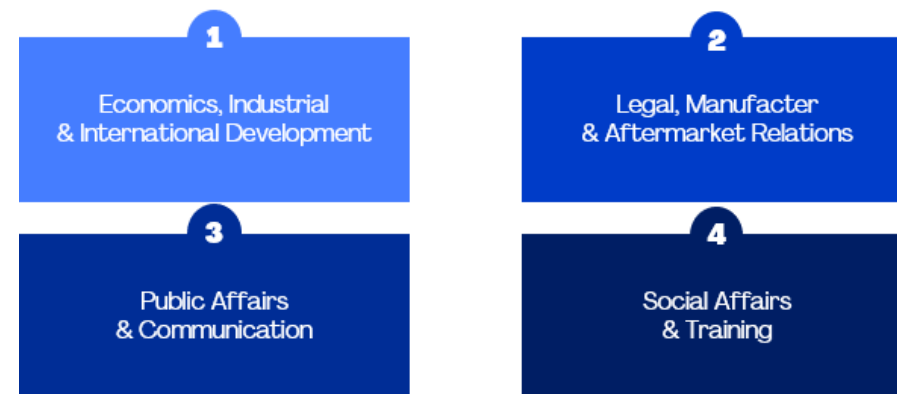 1
Economics, Industrial
& International Development
2
Legal, Manufacter
& Aftermarket Relations
3
Public Affairs
& Communication
4
Social Affairs
& Training